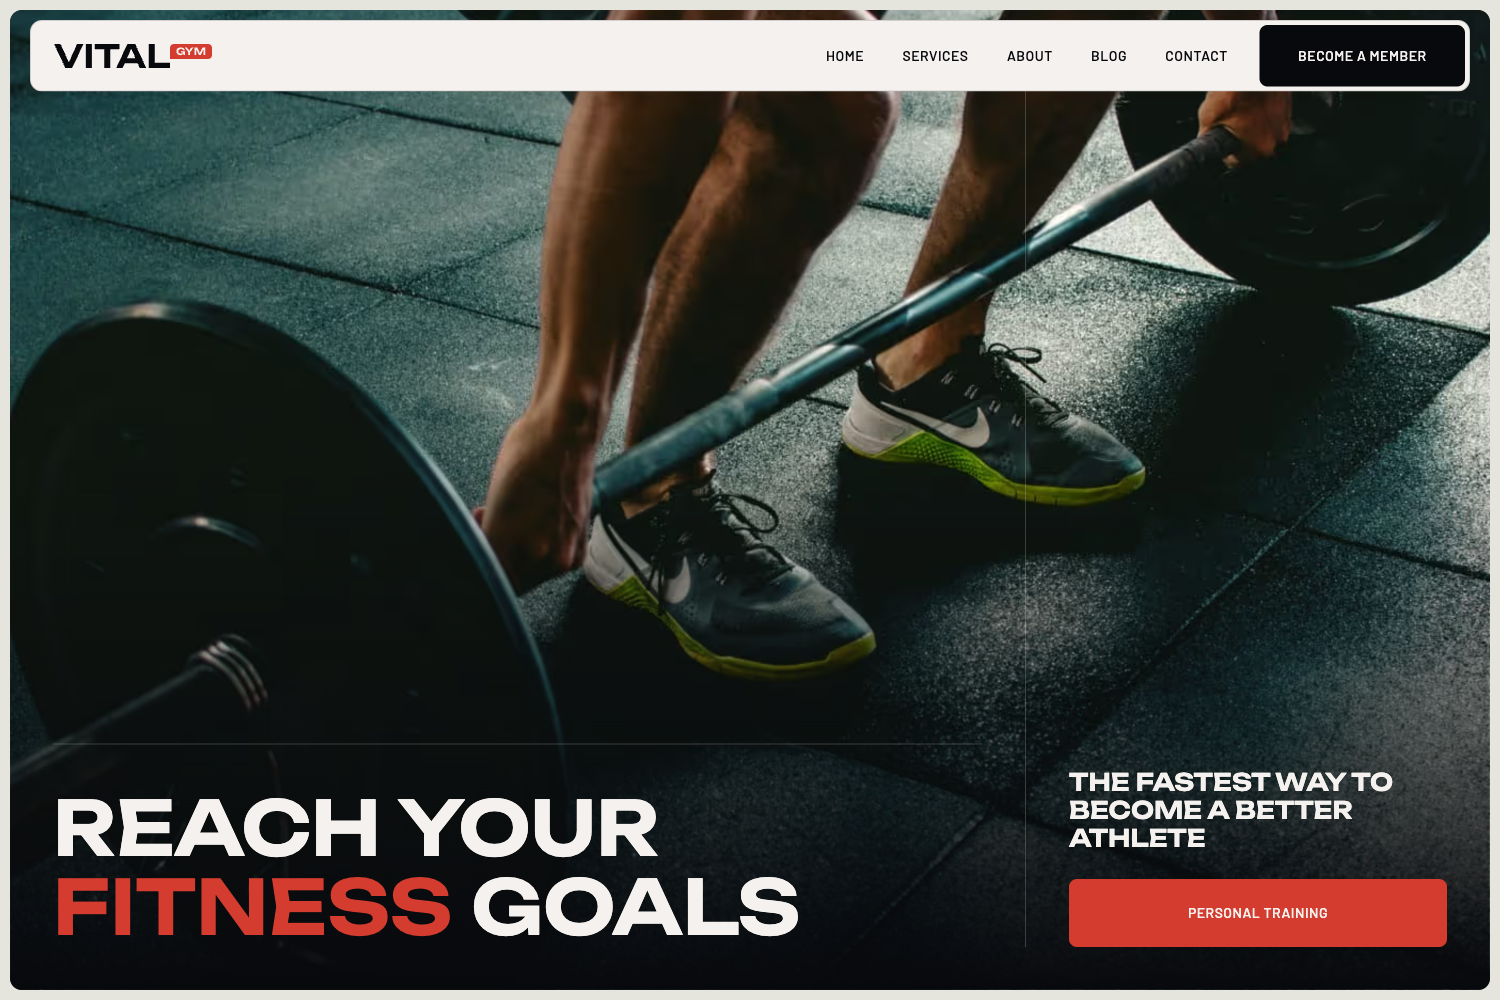 VITAL GYM
HOME SERVICES ABOUT BLOG CONTACT BECOME A MEMBER
REACH YOUR
FITNESS GOALS
THE FASTEST WAY TO
BECOME A BETTER
ATHLETE
PERSONAL TRAINING